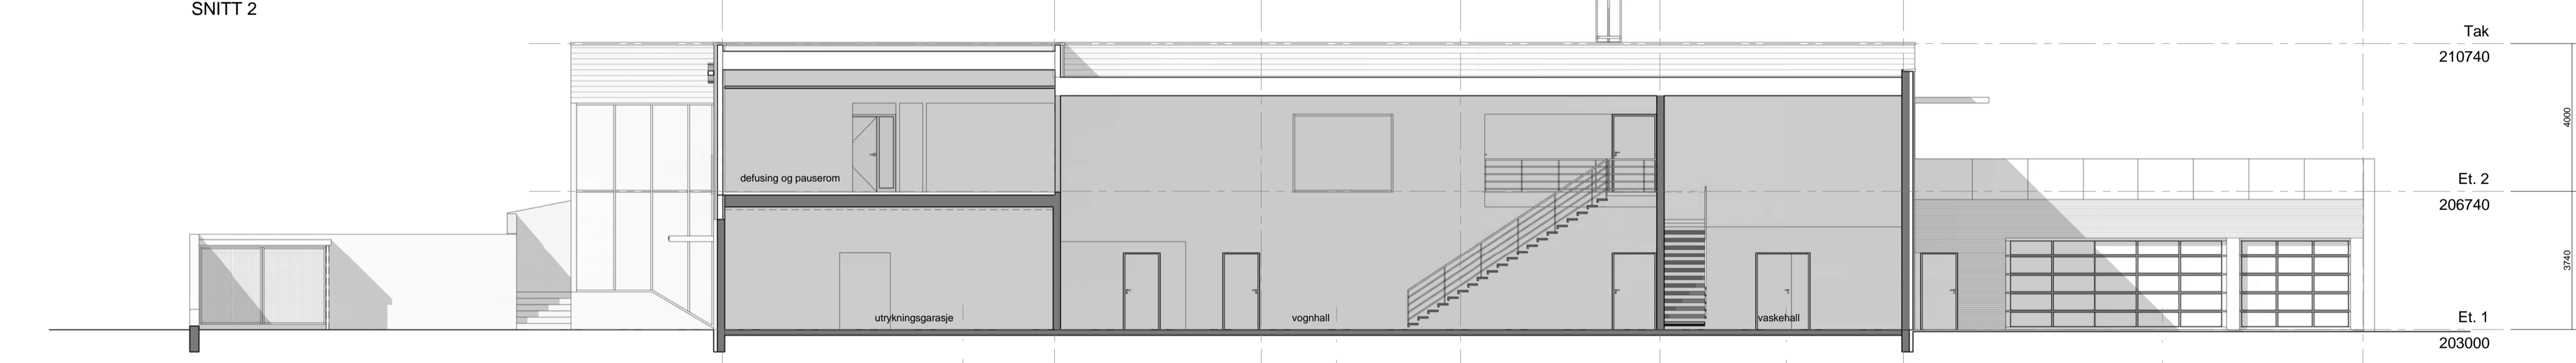 SNITT 2
Tak
210740
4000
defusing og pauserom
Et. 2
206740
3740
utrykningsgarasje
vognhall
vaskehall
Et. 1
203000